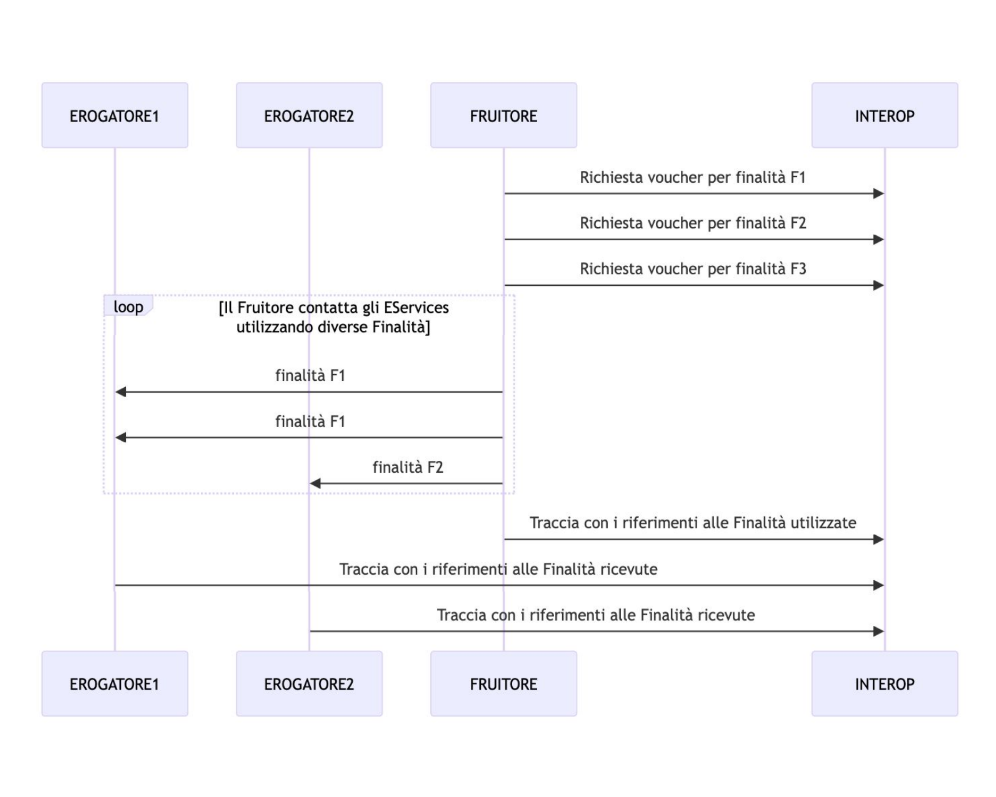 EROGATORE1
EROGATORE2
FRUITORE
INTEROP
Richiesta voucher per finalità F1
Richiesta voucher per finalità F2
Richiesta voucher per finalità F3
loop
[Il Fruitore contatta gli EServices
utilizzando diverse Finalità]
finalità F1
finalità F1
finalità F2
Traccia con i riferimenti alle Finalità utilizzate
Traccia con i riferimenti alle Finalità ricevute
Traccia con i riferimenti alle Finalità ricevute
EROGATORE1
EROGATORE2
FRUITORE
INTEROP